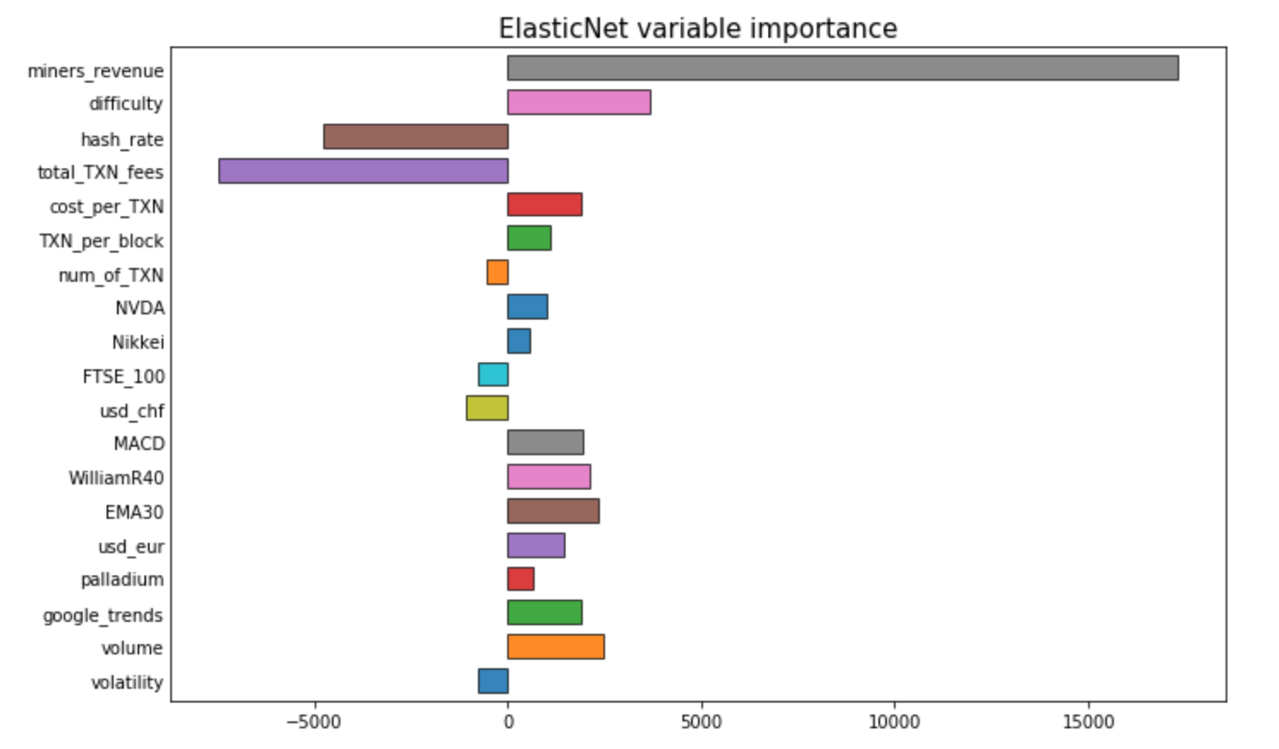 ElasticNet variable importance
miners_revenue
difficulty
hash_rate
total_TXN_fees
cost_per_TXN
TXN_per_block
num_of_TXN
NVDA
Nikkei
FTSE_100
usd_chf
MACD
WilliamR40
EMA30
usd_eur
palladium
google_trends
volume
volatility
−5000 0 5000 10000 15000